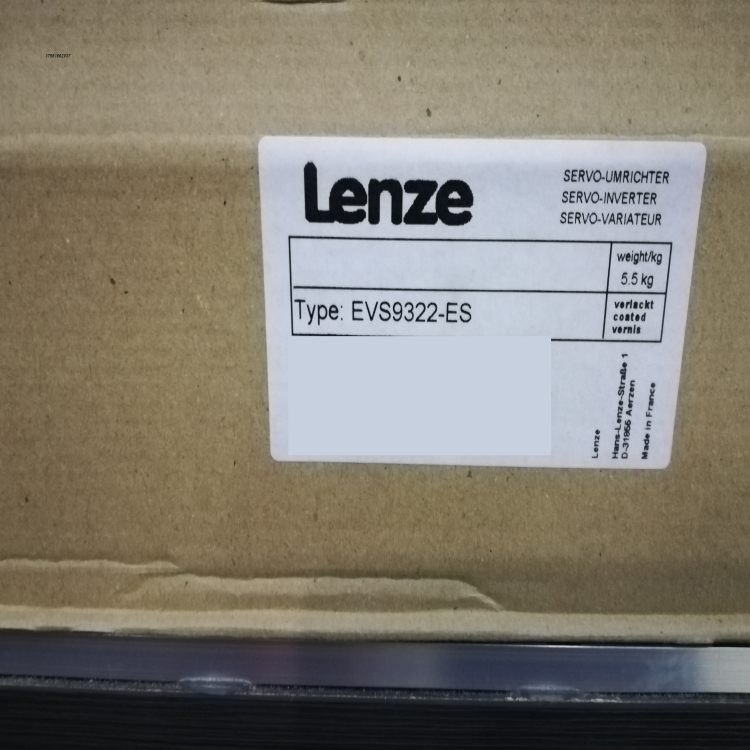 17551662037
Lenze
SERVO-UMRICHTER
SERVO-INVERTER
SERVO-VARIATEUR
weight/kg
5.5 kg
Type: EVS9322-ES
verlackt
coated
vernis
Lenze
Hans-Lenze-Straße 1
D-31855 Aerzen
Made in France